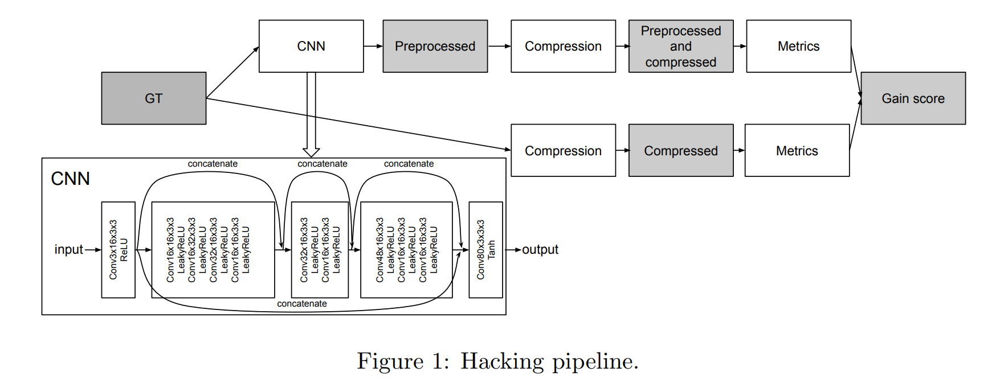 CNN
Preprocessed
Compression
Preprocessed
and
compressed
Metrics
GT
Gain score
Compression
Compressed
Metrics
concatenate
concatenate
concatenate
CNN
input
Conv3x16x3x3
ReLU
Conv16x16x3x3
LeakyReLU
Conv16x32x3x3
LeakyReLU
Conv32x16x3x3
LeakyReLU
Conv16x16x3x3
LeakyReLU
Conv32x16x3x3
LeakyReLU
Conv16x16x3x3
LeakyReLU
Conv48x16x3x3
LeakyReLU
Conv16x16x3x3
LeakyReLU
Conv16x16x3x3
LeakyReLU
Conv80x3x3x3
Tanh
output
concatenate
Figure 1: Hacking pipeline.